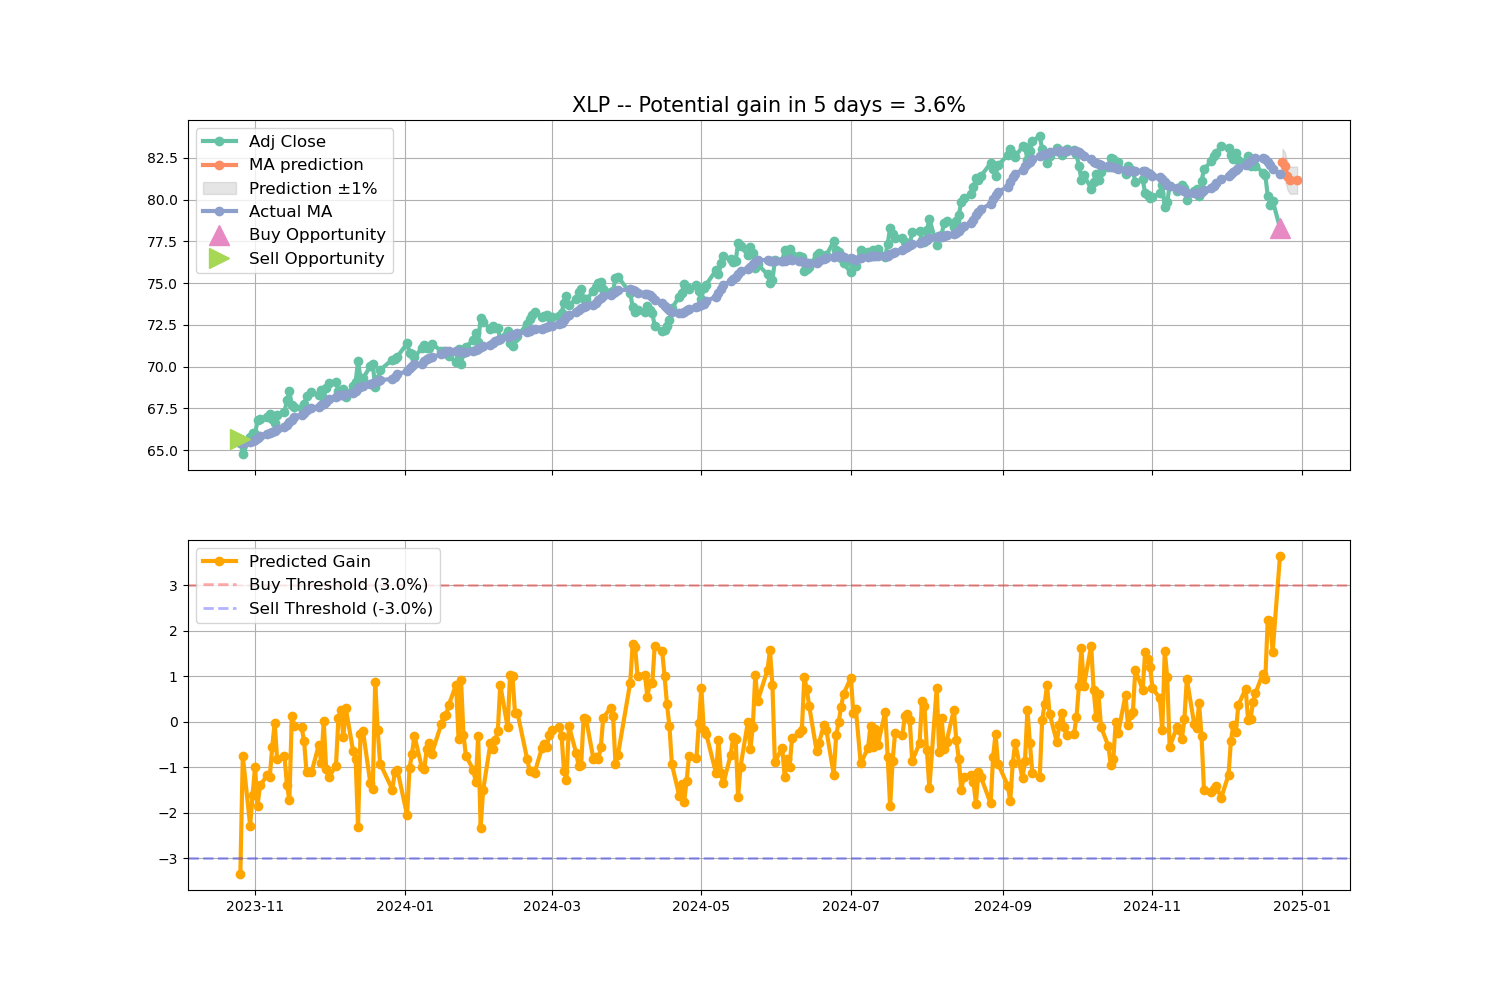 XLP -- Potential gain in 5 days = 3.6%
Adj Close
MA prediction
Prediction ±1%
Actual MA
Buy Opportunity
Sell Opportunity
82.5
80.0
77.5
75.0
72.5
70.0
67.5
65.0
Predicted Gain
Buy Threshold (3.0%)
Sell Threshold (-3.0%)
3
2
1
0
−1
−2
−3
2023-11 2024-01 2024-03 2024-05 2024-07 2024-09 2024-11 2025-01